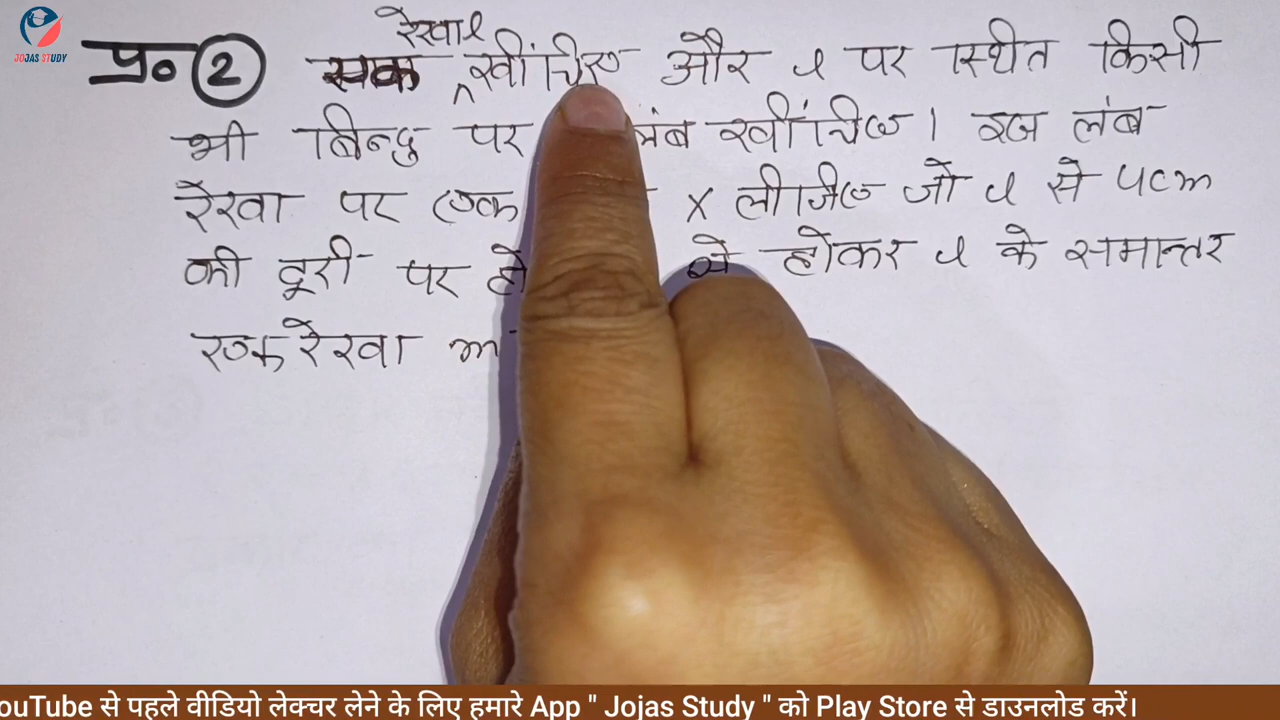 JOJAS STUDY
प्र० 2 एक रेखा l खींचिए और l पर स्थित किसी
भी बिन्दु पर लंब खींचिए। इस लंब
रेखा पर एक X लीजिए जो l से 4cm
की दूरी पर हो से होकर l के समान्तर
एक रेखा m
ouTube से पहले वीडियो लेक्चर लेने के लिए हमारे App " Jojas Study " को Play Store से डाउनलोड करें।